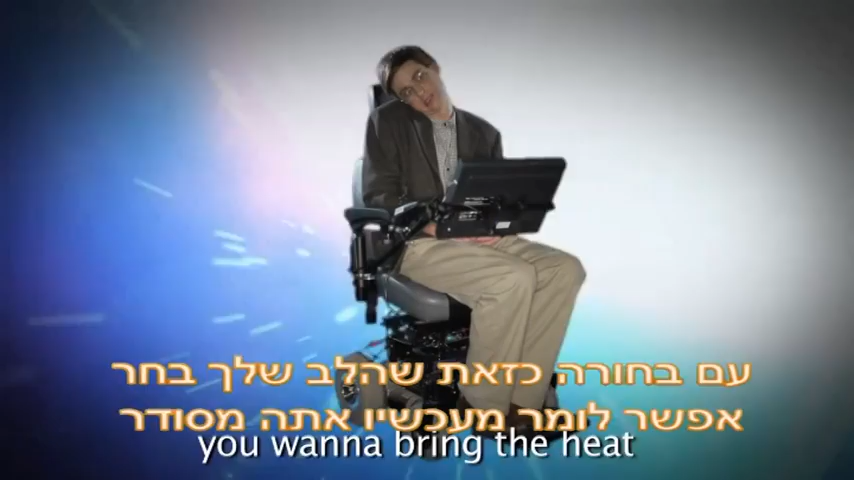 עם בחורה כזאת שהלב שלך בחר
אפשר לומר מעכשיו אתה מסודר
you wanna bring the heat